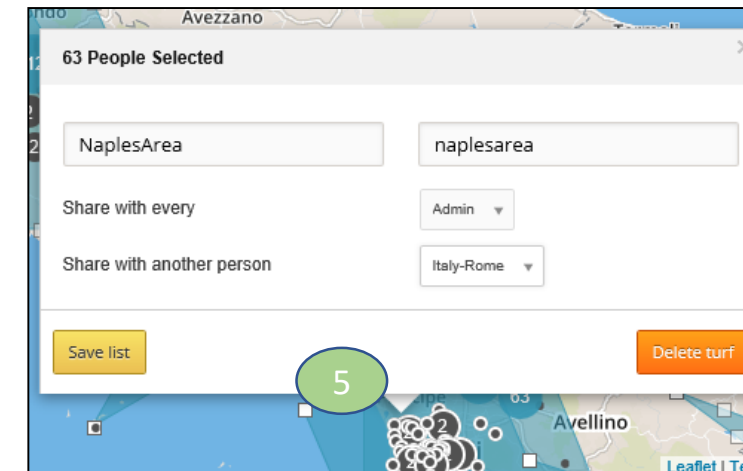 Avezzano
63 People Selected
NaplesArea naplesarea
Share with every Admin
Share with another person Italy-Rome
Save list Delete turf
5
63
2
Avellino
Leaflet